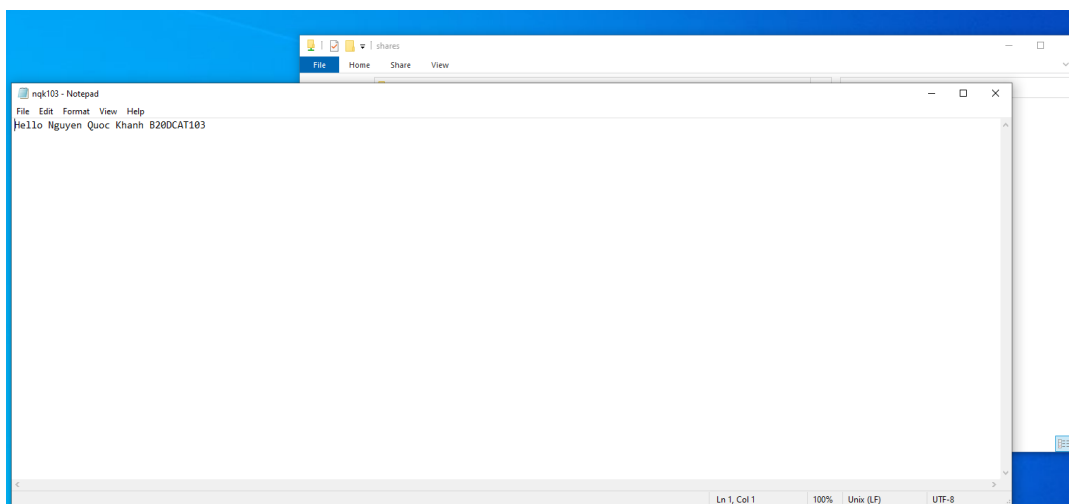 shares
File Home Share View
nqk103 - Notepad
File Edit Format View Help
Hello Nguyen Quoc Khanh B20DCAT103
Ln 1, Col 1 100% Unix (LF) UTF-8